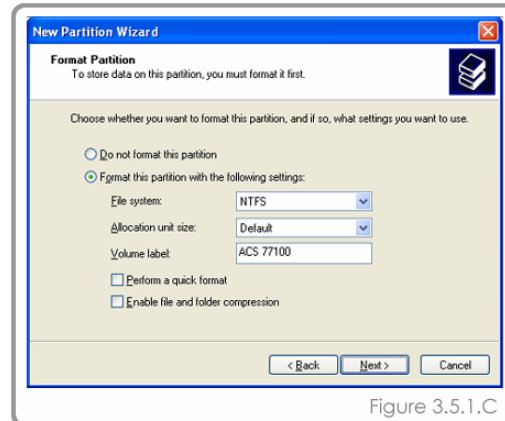 New Partition Wizard
Format Partition
To store data on this partition, you must format it first.
Choose whether you want to format this partition, and if so, what settings you want to use.
Do not format this partition
Format this partition with the following settings:
File system: NTFS
Allocation unit size: Default
Volume label: ACS 77100
Perform a quick format
Enable file and folder compression
< Back Next > Cancel
Figure 3.5.1.C